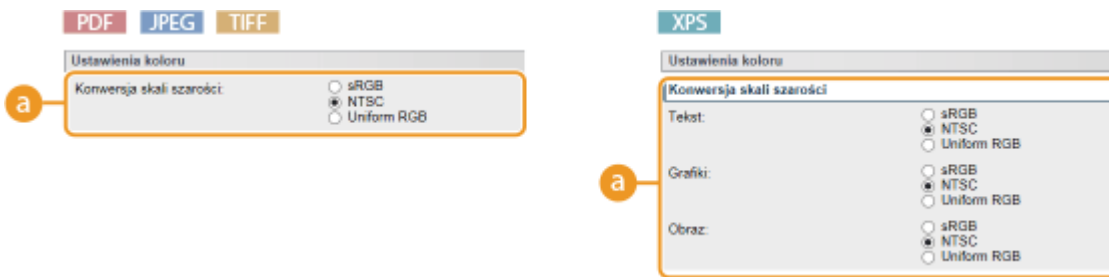 PDF JPEG TIFF
Ustawienia koloru
a
Konwersja skali szarości:
sRGB
NTSC
Uniform RGB
XPS
Ustawienia koloru
a
Konwersja skali szarości
Tekst:
sRGB
NTSC
Uniform RGB
Grafiki:
sRGB
NTSC
Uniform RGB
Obraz:
sRGB
NTSC
Uniform RGB